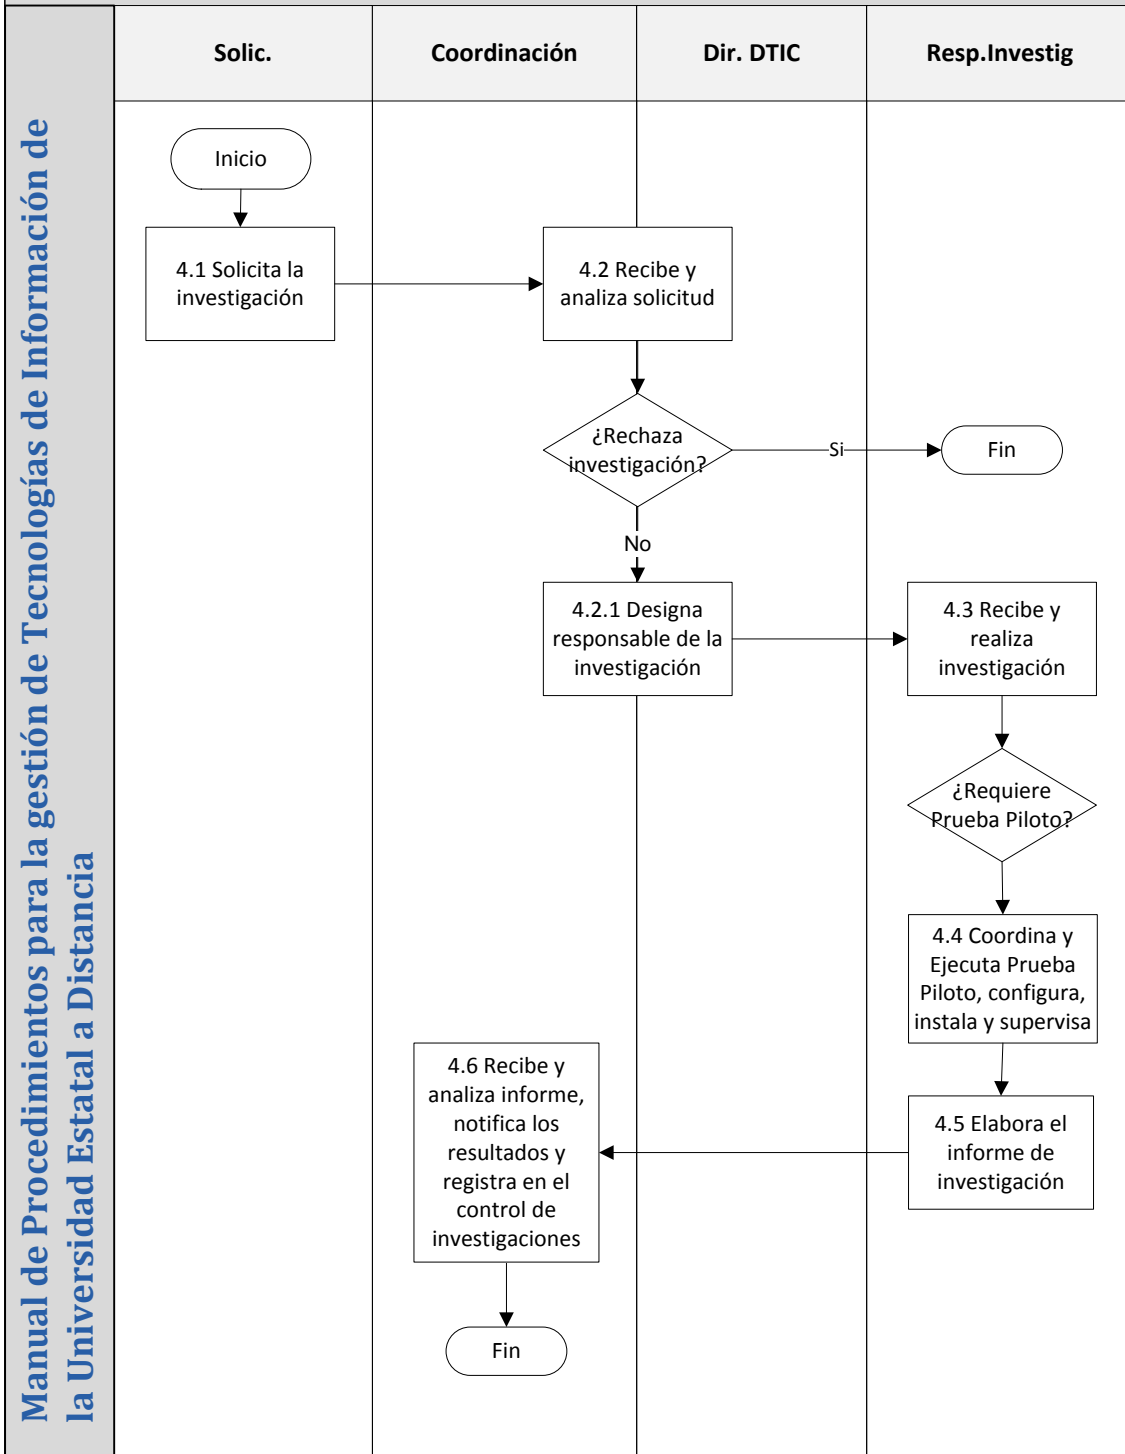 Manual de Procedimientos para la gestión de Tecnologías de Información de
la Universidad Estatal a Distancia
Solic.
Coordinación
Dir. DTIC
Resp.Investig
Inicio
4.1 Solicita la
investigación
4.2 Recibe y
analiza solicitud
¿Rechaza
investigación?
Si
Fin
No
4.2.1 Designa
responsable de la
investigación
4.3 Recibe y
realiza
investigación
¿Requiere
Prueba Piloto?
4.4 Coordina y
Ejecuta Prueba
Piloto, configura,
instala y supervisa
4.5 Elabora el
informe de
investigación
4.6 Recibe y
analiza informe,
notifica los
resultados y
registra en el
control de
investigaciones
Fin